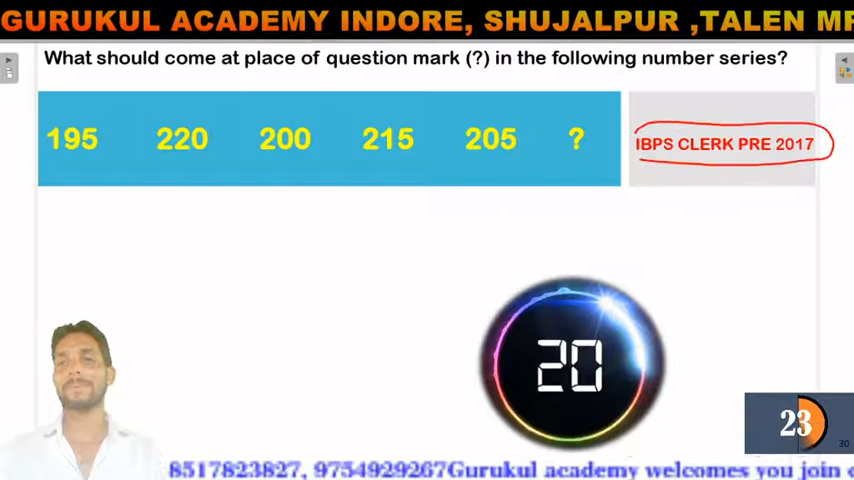 GURUKUL ACADEMY INDORE, SHUJALPUR ,TALEN MP
What should come at place of question mark (?) in the following number series?
195 220 200 215 205 ?
IBPS CLERK PRE 2017
20
23
30
8517823827, 9754929267Gurukul academy welcomes you join